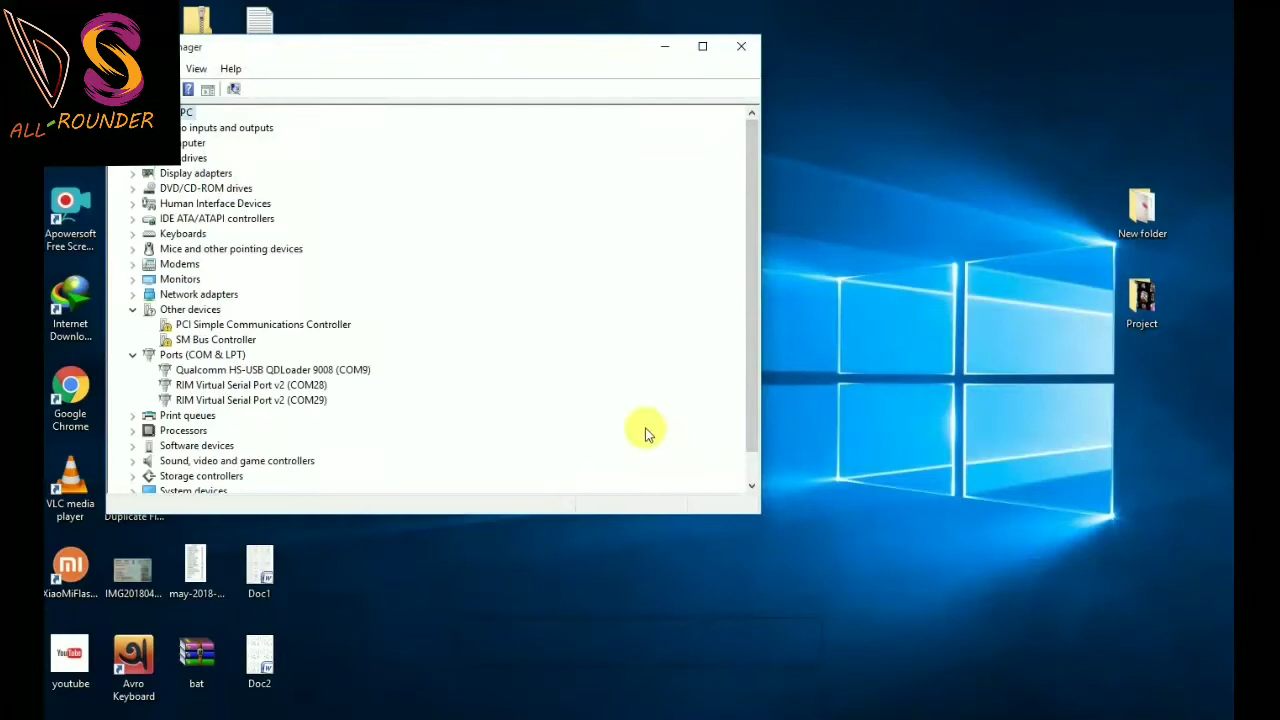 DS
ALL-ROUNDER
nager
View
Help
PC
o inputs and outputs
puter
drives
Display adapters
DVD/CD-ROM drives
Human Interface Devices
IDE ATA/ATAPI controllers
Keyboards
Mice and other pointing devices
Modems
Monitors
Network adapters
Other devices
PCI Simple Communications Controller
SM Bus Controller
Ports (COM & LPT)
Qualcomm HS-USB QDLoader 9008 (COM9)
RIM Virtual Serial Port v2 (COM28)
RIM Virtual Serial Port v2 (COM29)
Print queues
Processors
Software devices
Sound, video and game controllers
Storage controllers
System devices
Apowersoft
Free Scre...
Internet
Downlo...
Google
Chrome
VLC media
player
Duplicate Fi...
mi
XiaoMiFlas...
IMG201804...
may-2018-...
Doc1
You Tube
youtube
অ
Avro
Keyboard
bat
Doc2
New folder
Project